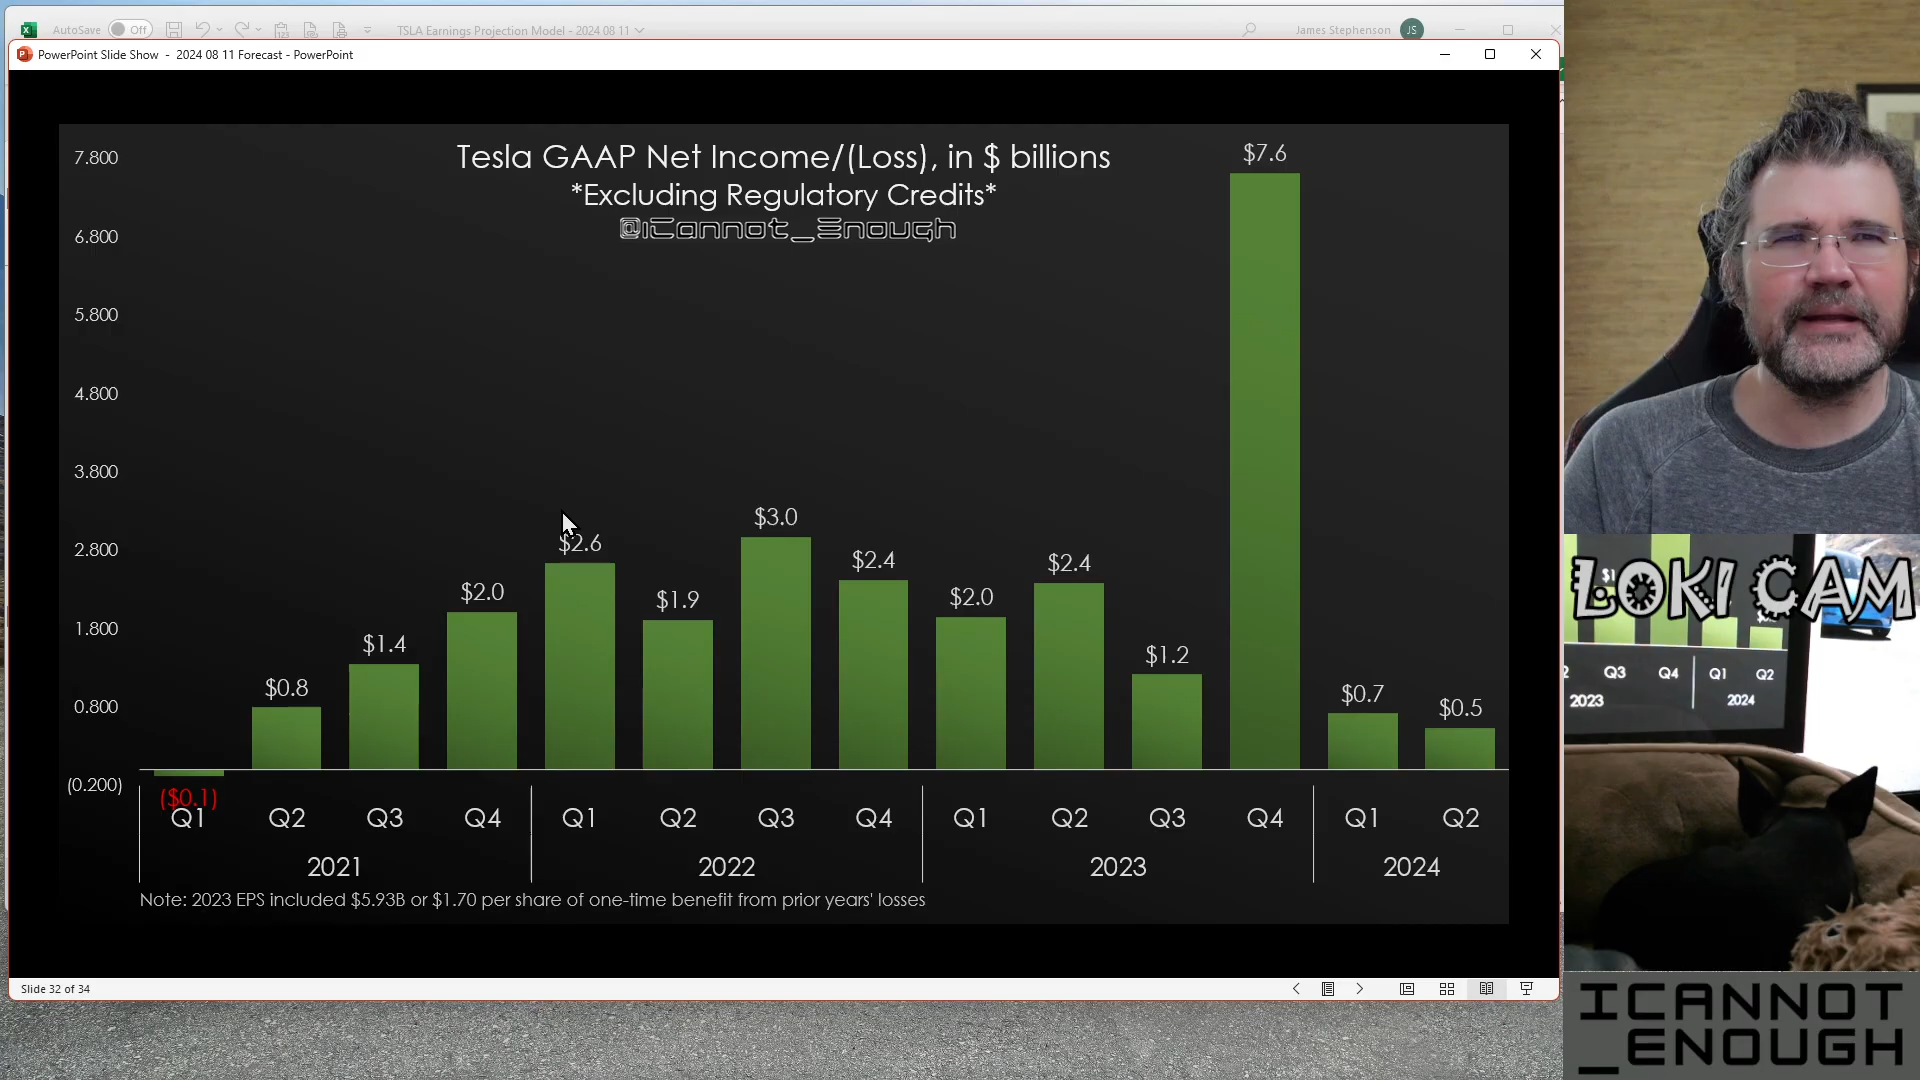 AutoSave Off TSLA Earnings Projection Model - 2024 08 11 James Stephenson JS
PowerPoint Slide Show - 2024 08 11 Forecast - PowerPoint
Tesla GAAP Net Income/(Loss), in $ billions
*Excluding Regulatory Credits*
@iCannot_Enough
7.800
6.800
5.800
4.800
3.800
2.800
1.800
0.800
(0.200)
($0.1)
$0.8
$1.4
$2.0
$2.6
$1.9
$3.0
$2.4
$2.0
$2.4
$1.2
$7.6
$0.7
$0.5
Q1 Q2 Q3 Q4 Q1 Q2 Q3 Q4 Q1 Q2 Q3 Q4 Q1 Q2
2021 2022 2023 2024
Note: 2023 EPS included $5.93B or $1.70 per share of one-time benefit from prior years' losses
Slide 32 of 34
LOKI CAM
Q3 Q4 Q1 Q2
2023 2024
ICANNOT
_ENOUGH